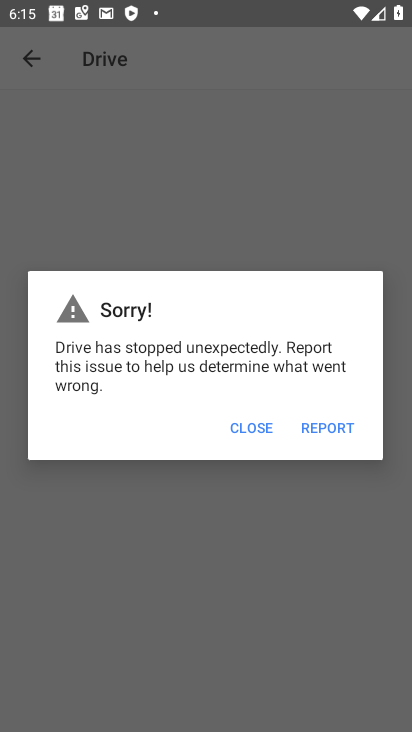 6:15
31
Drive
Sorry!
Drive has stopped unexpectedly. Report
this issue to help us determine what went
wrong.
CLOSE REPORT